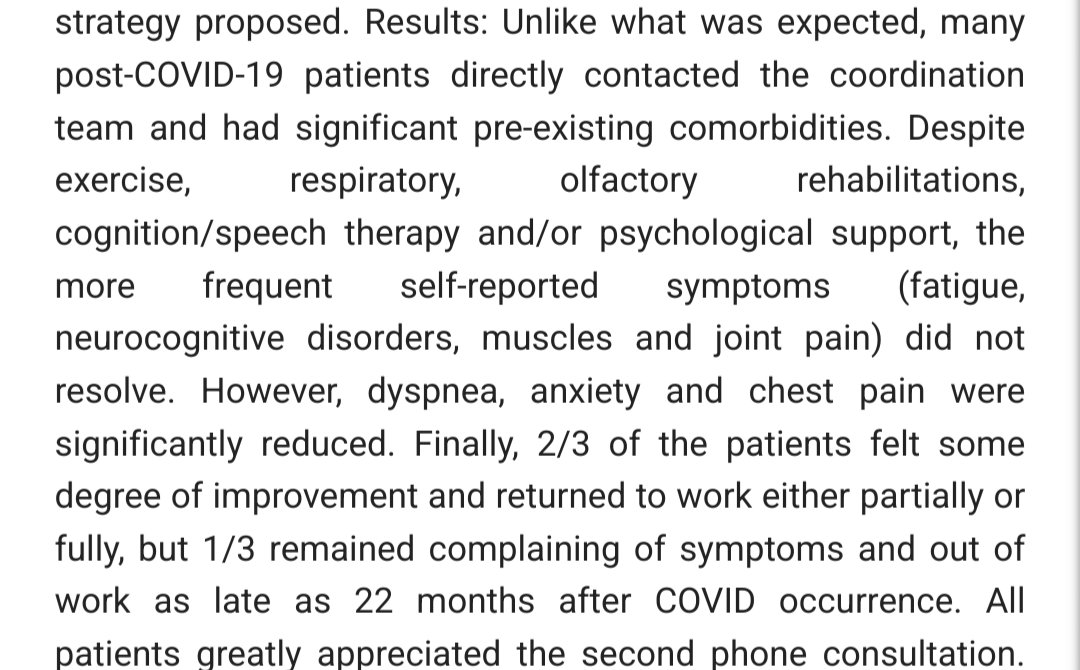 strategy proposed. Results: Unlike what was expected, many
post-COVID-19 patients directly contacted the coordination
team and had significant pre-existing comorbidities. Despite
exercise, respiratory, olfactory rehabilitations,
cognition/speech therapy and/or psychological support, the
more frequent self-reported symptoms (fatigue,
neurocognitive disorders, muscles and joint pain) did not
resolve. However, dyspnea, anxiety and chest pain were
significantly reduced. Finally, 2/3 of the patients felt some
degree of improvement and returned to work either partially or
fully, but 1/3 remained complaining of symptoms and out of
work as late as 22 months after COVID occurrence. All
patients greatly appreciated the second phone consultation.